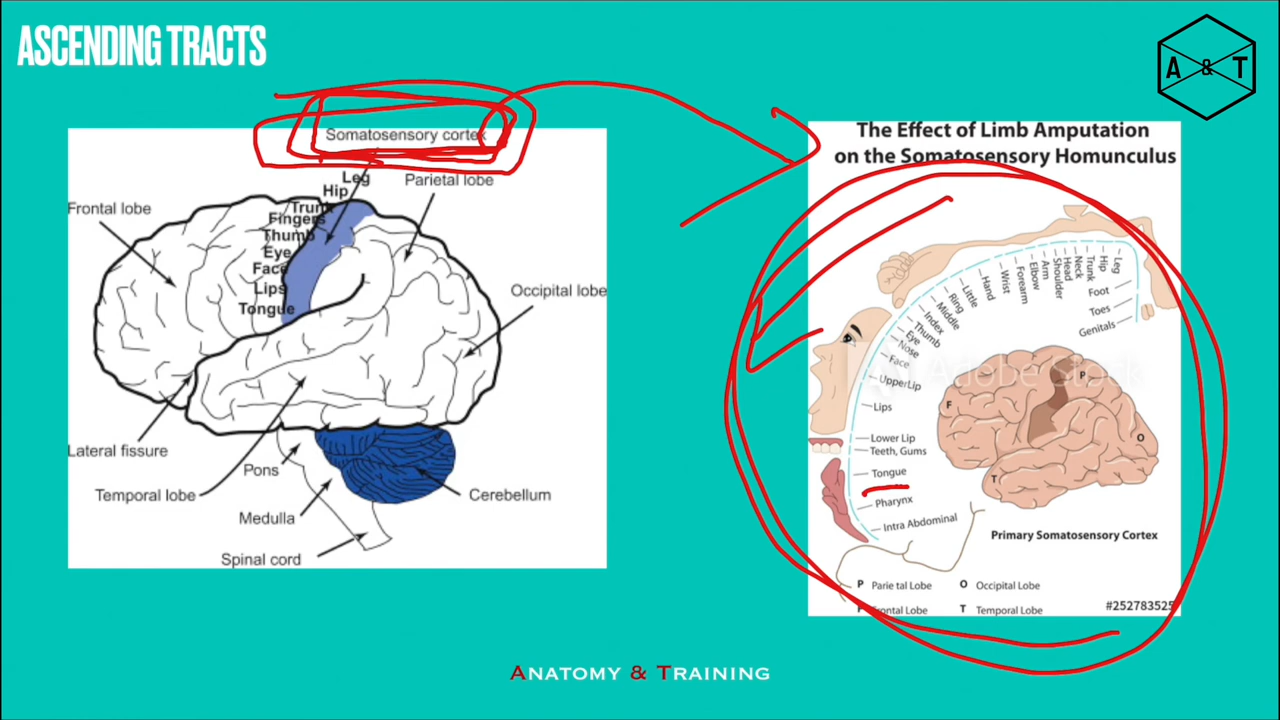 ASCENDING TRACTS
A & T
Somatosensory cortex
Leg
Hip
Trunk
Fingers
Thumb
Eye
Face
Lips
Tongue
Parietal lobe
Frontal lobe
Occipital lobe
Lateral fissure
Temporal lobe
Pons
Medulla
Spinal cord
Cerebellum
The Effect of Limb Amputation
on the Somatosensory Homunculus
Leg
Hip
Trunk
Neck
Head
Shoulder
Arm
Elbow
Forearm
Wrist
Hand
Little
Ring
Middle
Index
Thumb
Eye
Nose
Face
UpperLip
Lips
Lower Lip
Teeth, Gums
Tongue
Pharynx
Intra Abdominal
Foot
Toes
Genitals
Adobe Stock
F
P
O
T
Primary Somatosensory Cortex
P Parie tal Lobe
O Occipital Lobe
F Frontal Lobe
T Temporal Lobe
#252783525
ANATOMY & TRAINING